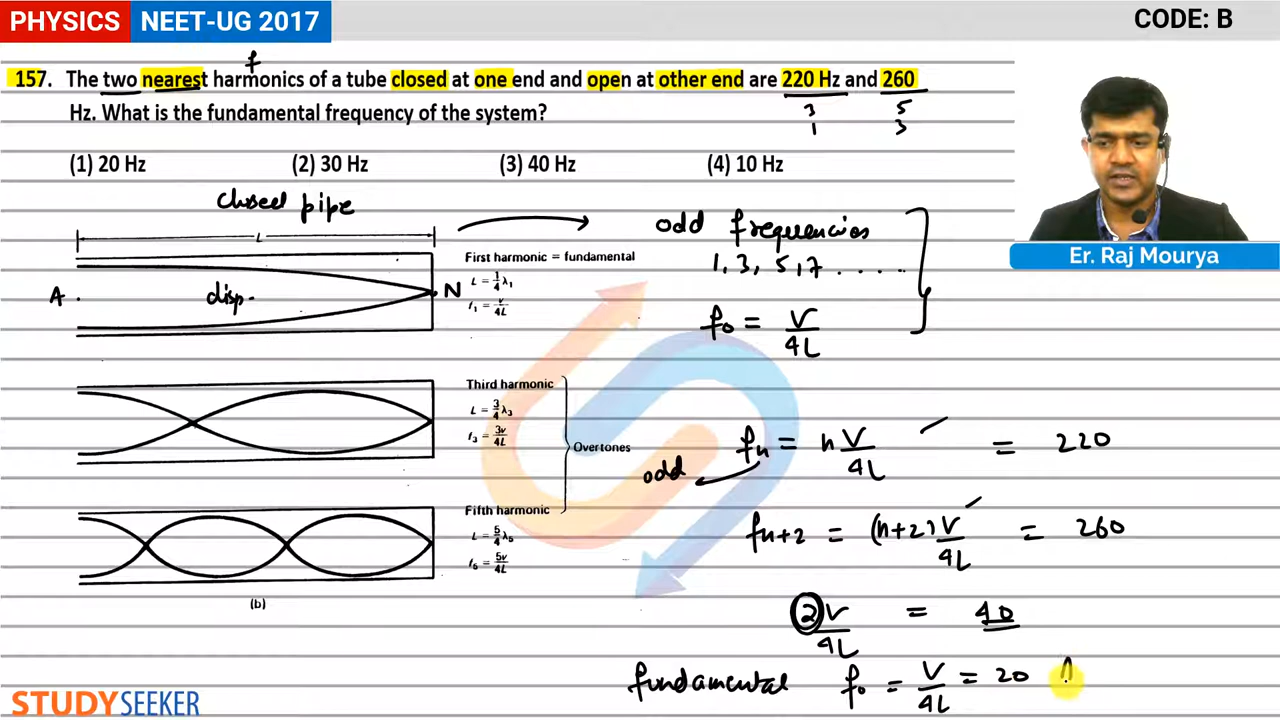 PHYSICS NEET-UG 2017 CODE: B
f
157. The two nearest harmonics of a tube closed at one end and open at other end are 220 Hz and 260
Hz. What is the fundamental frequency of the system?
3 5
1 3
(1) 20 Hz (2) 30 Hz (3) 40 Hz (4) 10 Hz
Er. Raj Mourya
closed pipe
L
A disp. N
First harmonic = fundamental
L = 1/4 λ₁
f₁ = v/4L
odd frequencies
1, 3, 5, 7 . . . . .
f₀ = V/4L
Third harmonic
L = 3/4 λ₃
f₃ = 3v/4L
Overtones
Fifth harmonic
L = 5/4 λ₅
f₅ = 5v/4L
(b)
fn = nV/4L = 220
odd
fn+2 = (n+2)V/4L = 260
2V/4L = 40
fundamental f₀ = V/4L = 20
STUDYSEEKER